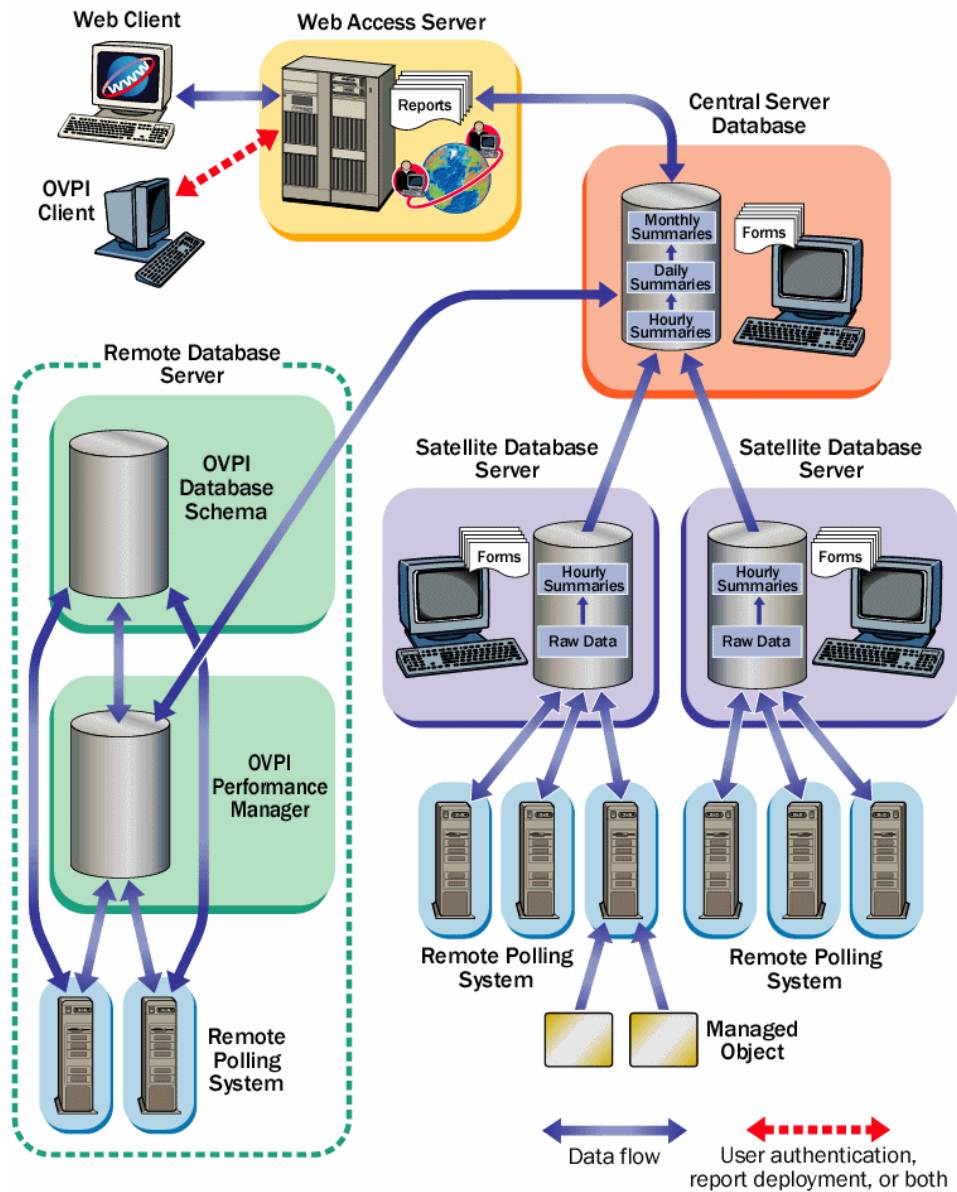 Web Client
Web Access Server
WWW
Reports
Central Server
Database
OVPI
Client
Monthly
Summaries
Forms
Daily
Summaries
Hourly
Summaries
Remote Database
Server
OVPI
Database
Schema
Satellite Database
Server
Satellite Database
Server
Forms
Hourly
Summaries
Raw Data
Hourly
Summaries
Raw Data
Forms
OVPI
Performance
Manager
Remote Polling
System
Remote Polling
System
Remote
Polling
System
Managed
Object
Data flow
User authentication,
report deployment, or both